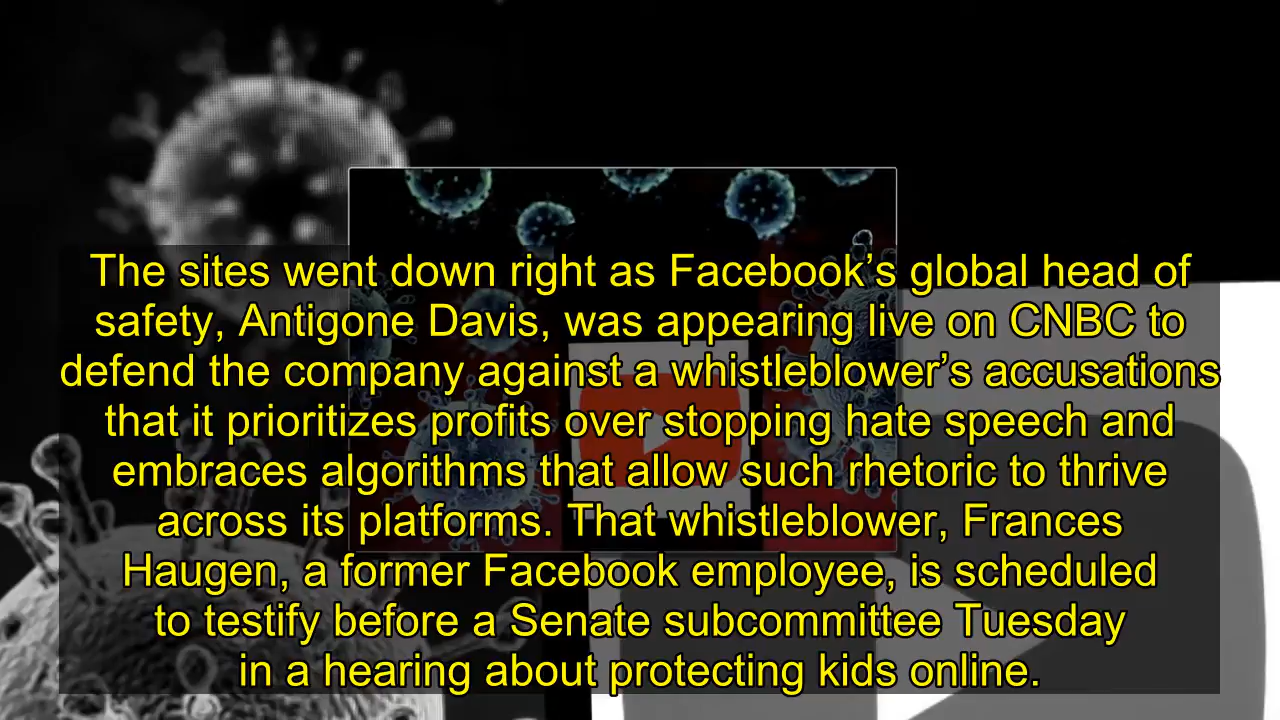 The sites went down right as Facebook’s global head of
safety, Antigone Davis, was appearing live on CNBC to
defend the company against a whistleblower’s accusations
that it prioritizes profits over stopping hate speech and
embraces algorithms that allow such rhetoric to thrive
across its platforms. That whistleblower, Frances
Haugen, a former Facebook employee, is scheduled
to testify before a Senate subcommittee Tuesday
in a hearing about protecting kids online.